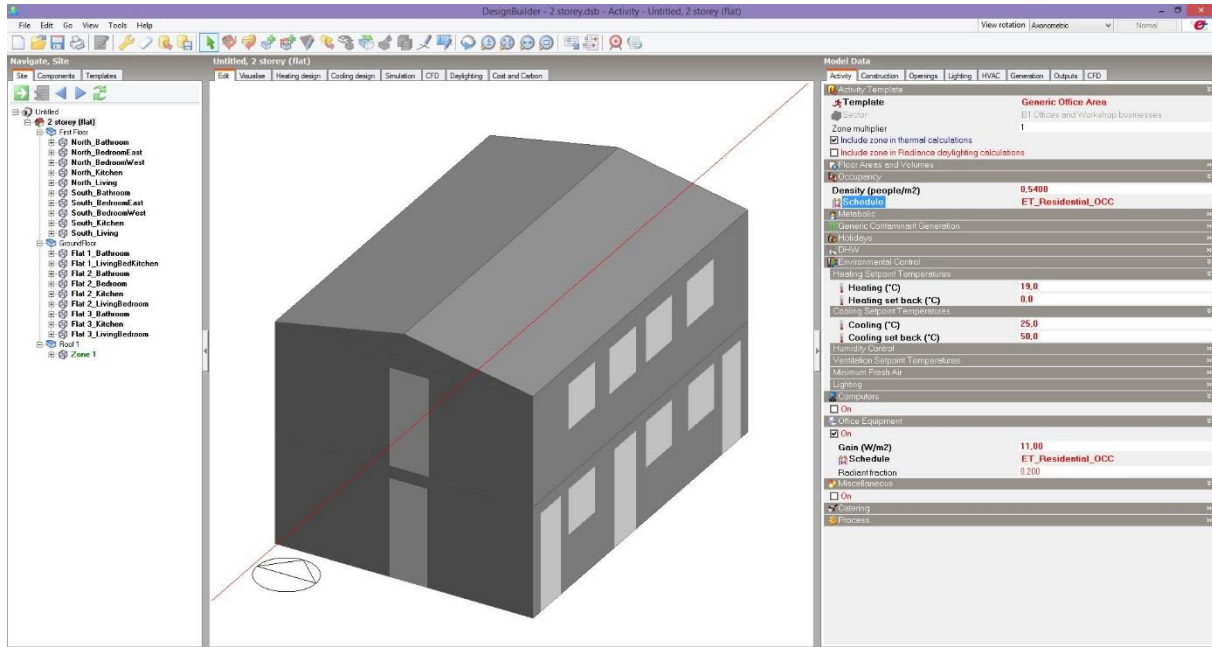 DesignBuilder - 2 storey.dsb - Activity - Untitled, 2 storey (flat)
File Edit Go View Tools Help
View rotation Axonometric Normal
Navigate, Site
Site Components Templates
Untitled
2 storey (flat)
First Floor
North_Bathroom
North_BedroomEast
North_BedroomWest
North_Kitchen
North_Living
South_Bathroom
South_BedroomEast
South_BedroomWest
South_Kitchen
South_Living
GroundFloor
Flat 1_Bathroom
Flat 1_LivingBedKitchen
Flat 2_Bathroom
Flat 2_Bedroom
Flat 2_Kitchen
Flat 2_LivingBedroom
Flat 3_Bathroom
Flat 3_Kitchen
Flat 3_LivingBedroom
Roof 1
Zone 1
Untitled, 2 storey (flat)
Edit Visualise Heating design Cooling design Simulation CFD Daylighting Cost and Carbon
Model Data
Activity Construction Openings Lighting HVAC Generation Outputs CFD
Activity Template
Template Generic Office Area
Sector B1 Offices and Workshop businesses
Zone multiplier 1
Include zone in thermal calculations
Include zone in Radiance daylighting calculations
Floor Areas and Volumes
Occupancy
Density (people/m2) 0,5400
Schedule ET_Residential_OCC
Metabolic
Generic Contaminant Generation
Holidays
DHW
Environmental Control
Heating Setpoint Temperatures
Heating (°C) 19,0
Heating set back (°C) 0,0
Cooling Setpoint Temperatures
Cooling (°C) 25,0
Cooling set back (°C) 50,0
Humidity Control
Ventilation Setpoint Temperatures
Minimum Fresh Air
Lighting
Computers
On
Office Equipment
On
Gain (W/m2) 11,00
Schedule ET_Residential_OCC
Radiant fraction 0,200
Miscellaneous
On
Catering
Process